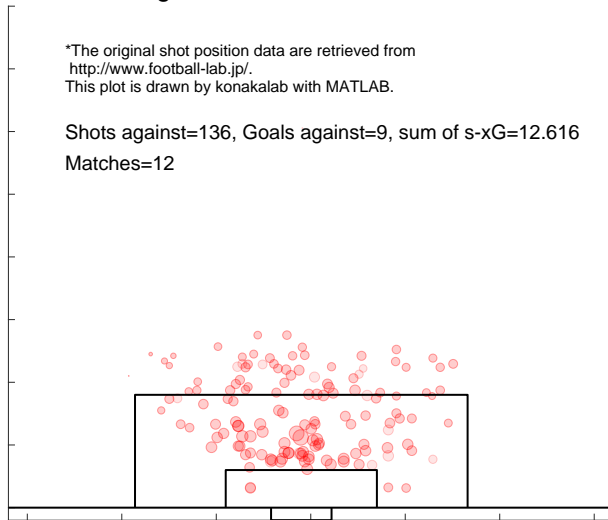 *The original shot position data are retrieved from
http://www.football-lab.jp/.
This plot is drawn by konakalab with MATLAB.
Shots against=136, Goals against=9, sum of s-xG=12.616
Matches=12